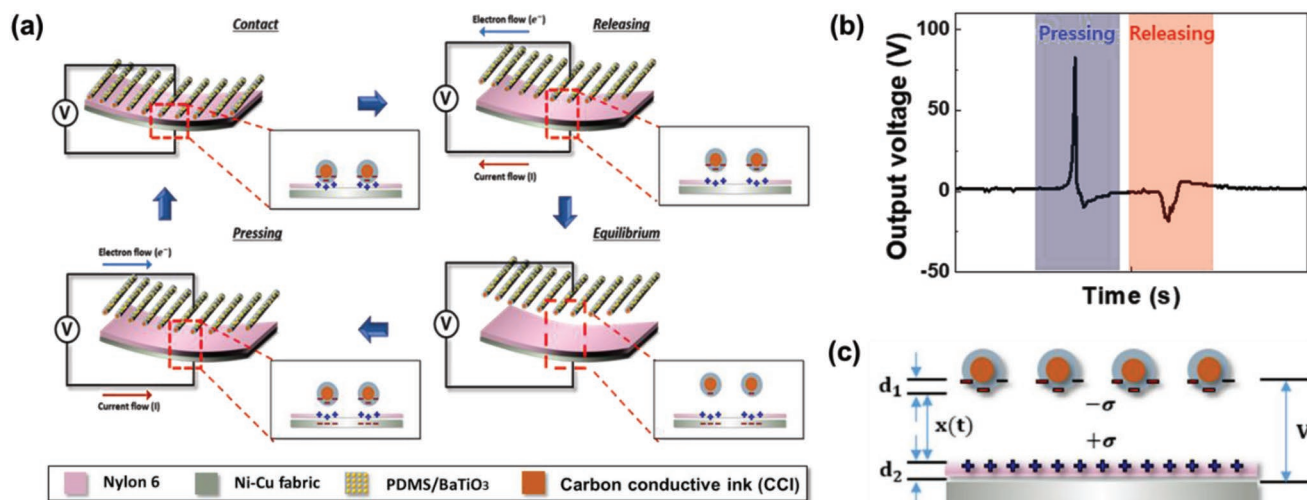 (a)
Contact
V
Electron flow (e⁻)
Releasing
V
Current flow (I)
Pressing
Electron flow (e⁻)
V
Current flow (I)
Equilibrium
V
Nylon 6
Ni-Cu fabric
PDMS/BaTiO₃
Carbon conductive ink (CCI)
(b)
Output voltage (V)
100
50
0
-50
Pressing
Releasing
Time (s)
(c)
d₁
x(t)
d₂
−σ
+σ
V